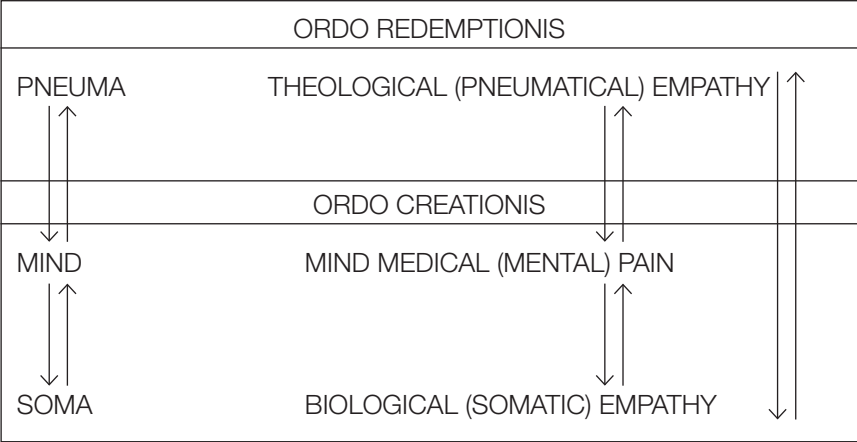 ORDO REDEMPTIONIS
PNEUMA THEOLOGICAL (PNEUMATICAL) EMPATHY
ORDO CREATIONIS
MIND MIND MEDICAL (MENTAL) PAIN
SOMA BIOLOGICAL (SOMATIC) EMPATHY